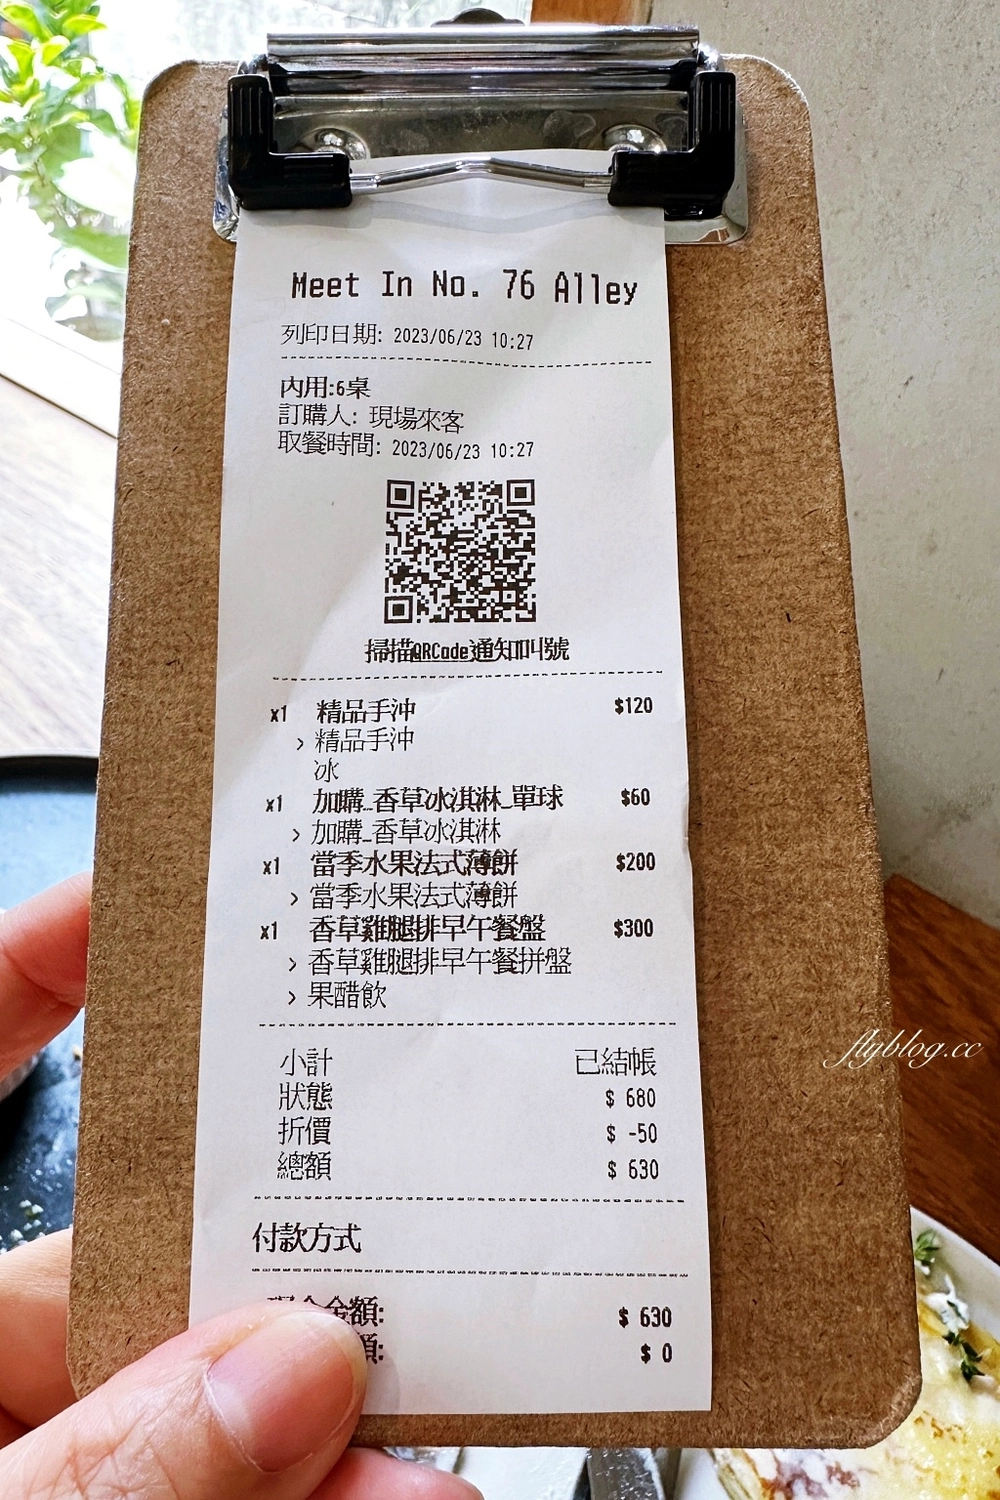 Meet In No. 76 Alley
列印日期: 2023/06/23 10:27
內用:6桌
訂購人: 現場來客
取餐時間: 2023/06/23 10:27
掃描QRCode通知叫號
x1 精品手沖 $120
> 精品手沖
冰
x1 加購_香草冰淇淋_單球 $60
> 加購_香草冰淇淋
x1 當季水果法式薄餅 $200
> 當季水果法式薄餅
x1 香草雞腿排早午餐盤 $300
> 香草雞腿排早午餐拼盤
> 果醋飲
小計 已結帳
狀態 $ 680
折價 $ -50
總額 $ 630
付款方式
金額: $ 630
額: $ 0
flyblog.cc